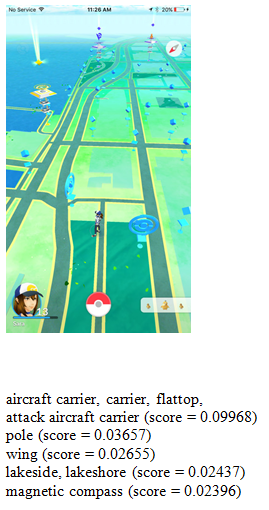 No Service 11:26 AM 20%
aircraft carrier, carrier, flattop,
attack aircraft carrier (score = 0.09968)
pole (score = 0.03657)
wing (score = 0.02655)
lakeside, lakeshore (score = 0.02437)
magnetic compass (score = 0.02396)